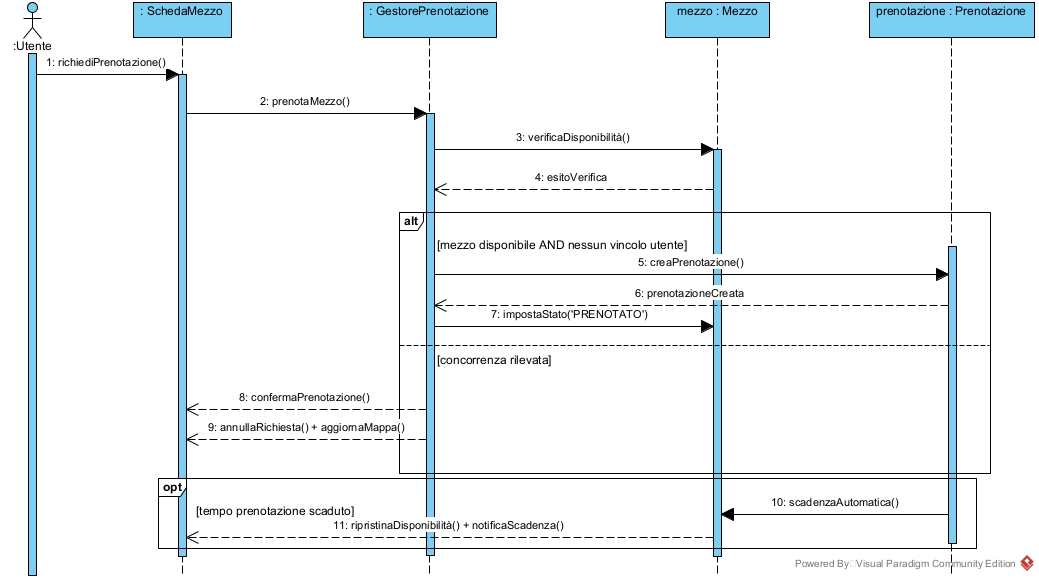 : SchedaMezzo
: GestorePrenotazione
mezzo : Mezzo
prenotazione : Prenotazione
:Utente
1: richiediPrenotazione()
2: prenotaMezzo()
3: verificaDisponibilità()
4: esitoVerifica
alt
[mezzo disponibile AND nessun vincolo utente]
5: creaPrenotazione()
6: prenotazioneCreata
7: impostaStato('PRENOTATO')
[concorrenza rilevata]
8: confermaPrenotazione()
9: annullaRichiesta() + aggiornaMappa()
opt
10: scadenzaAutomatica()
[tempo prenotazione scaduto]
11: ripristinaDisponibilità() + notificaScadenza()
Powered By Visual Paradigm Community Edition